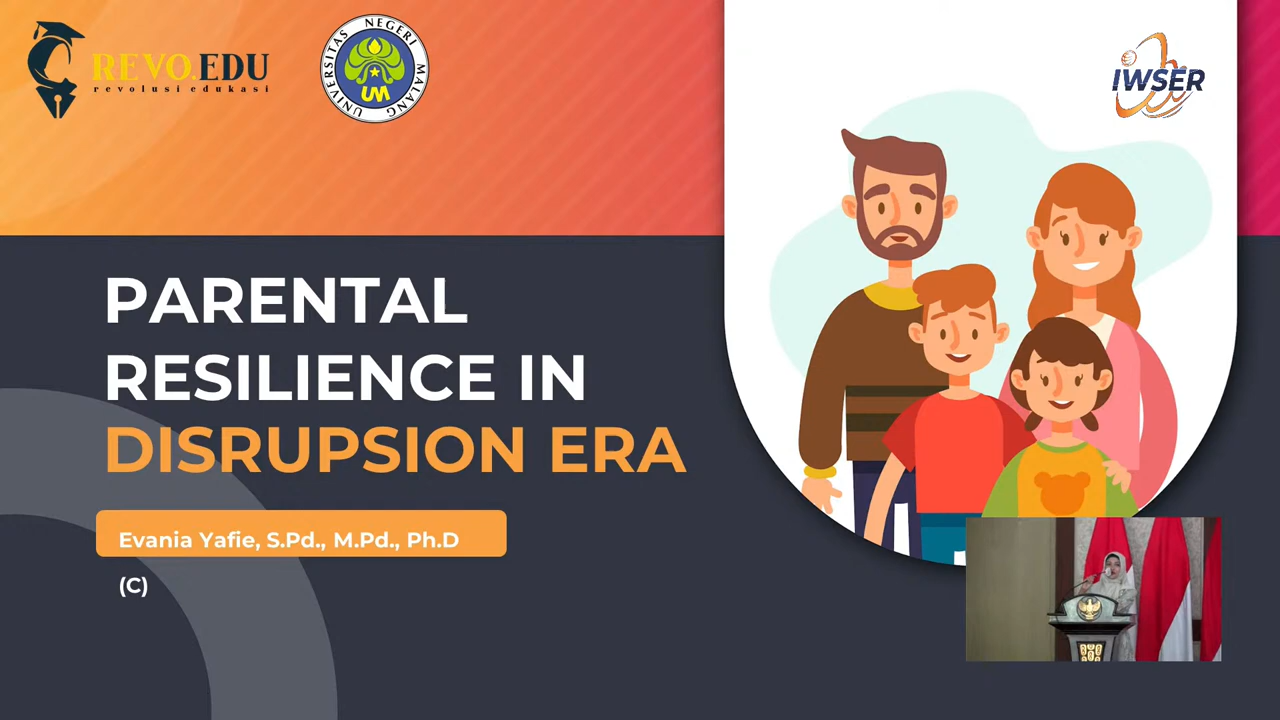 REVO.EDU
revolusi edukasi
UNIVERSITAS NEGERI MALANG
UM
IWSER
PARENTAL
RESILIENCE IN
DISRUPSION ERA
Evania Yafie, S.Pd., M.Pd., Ph.D
(C)